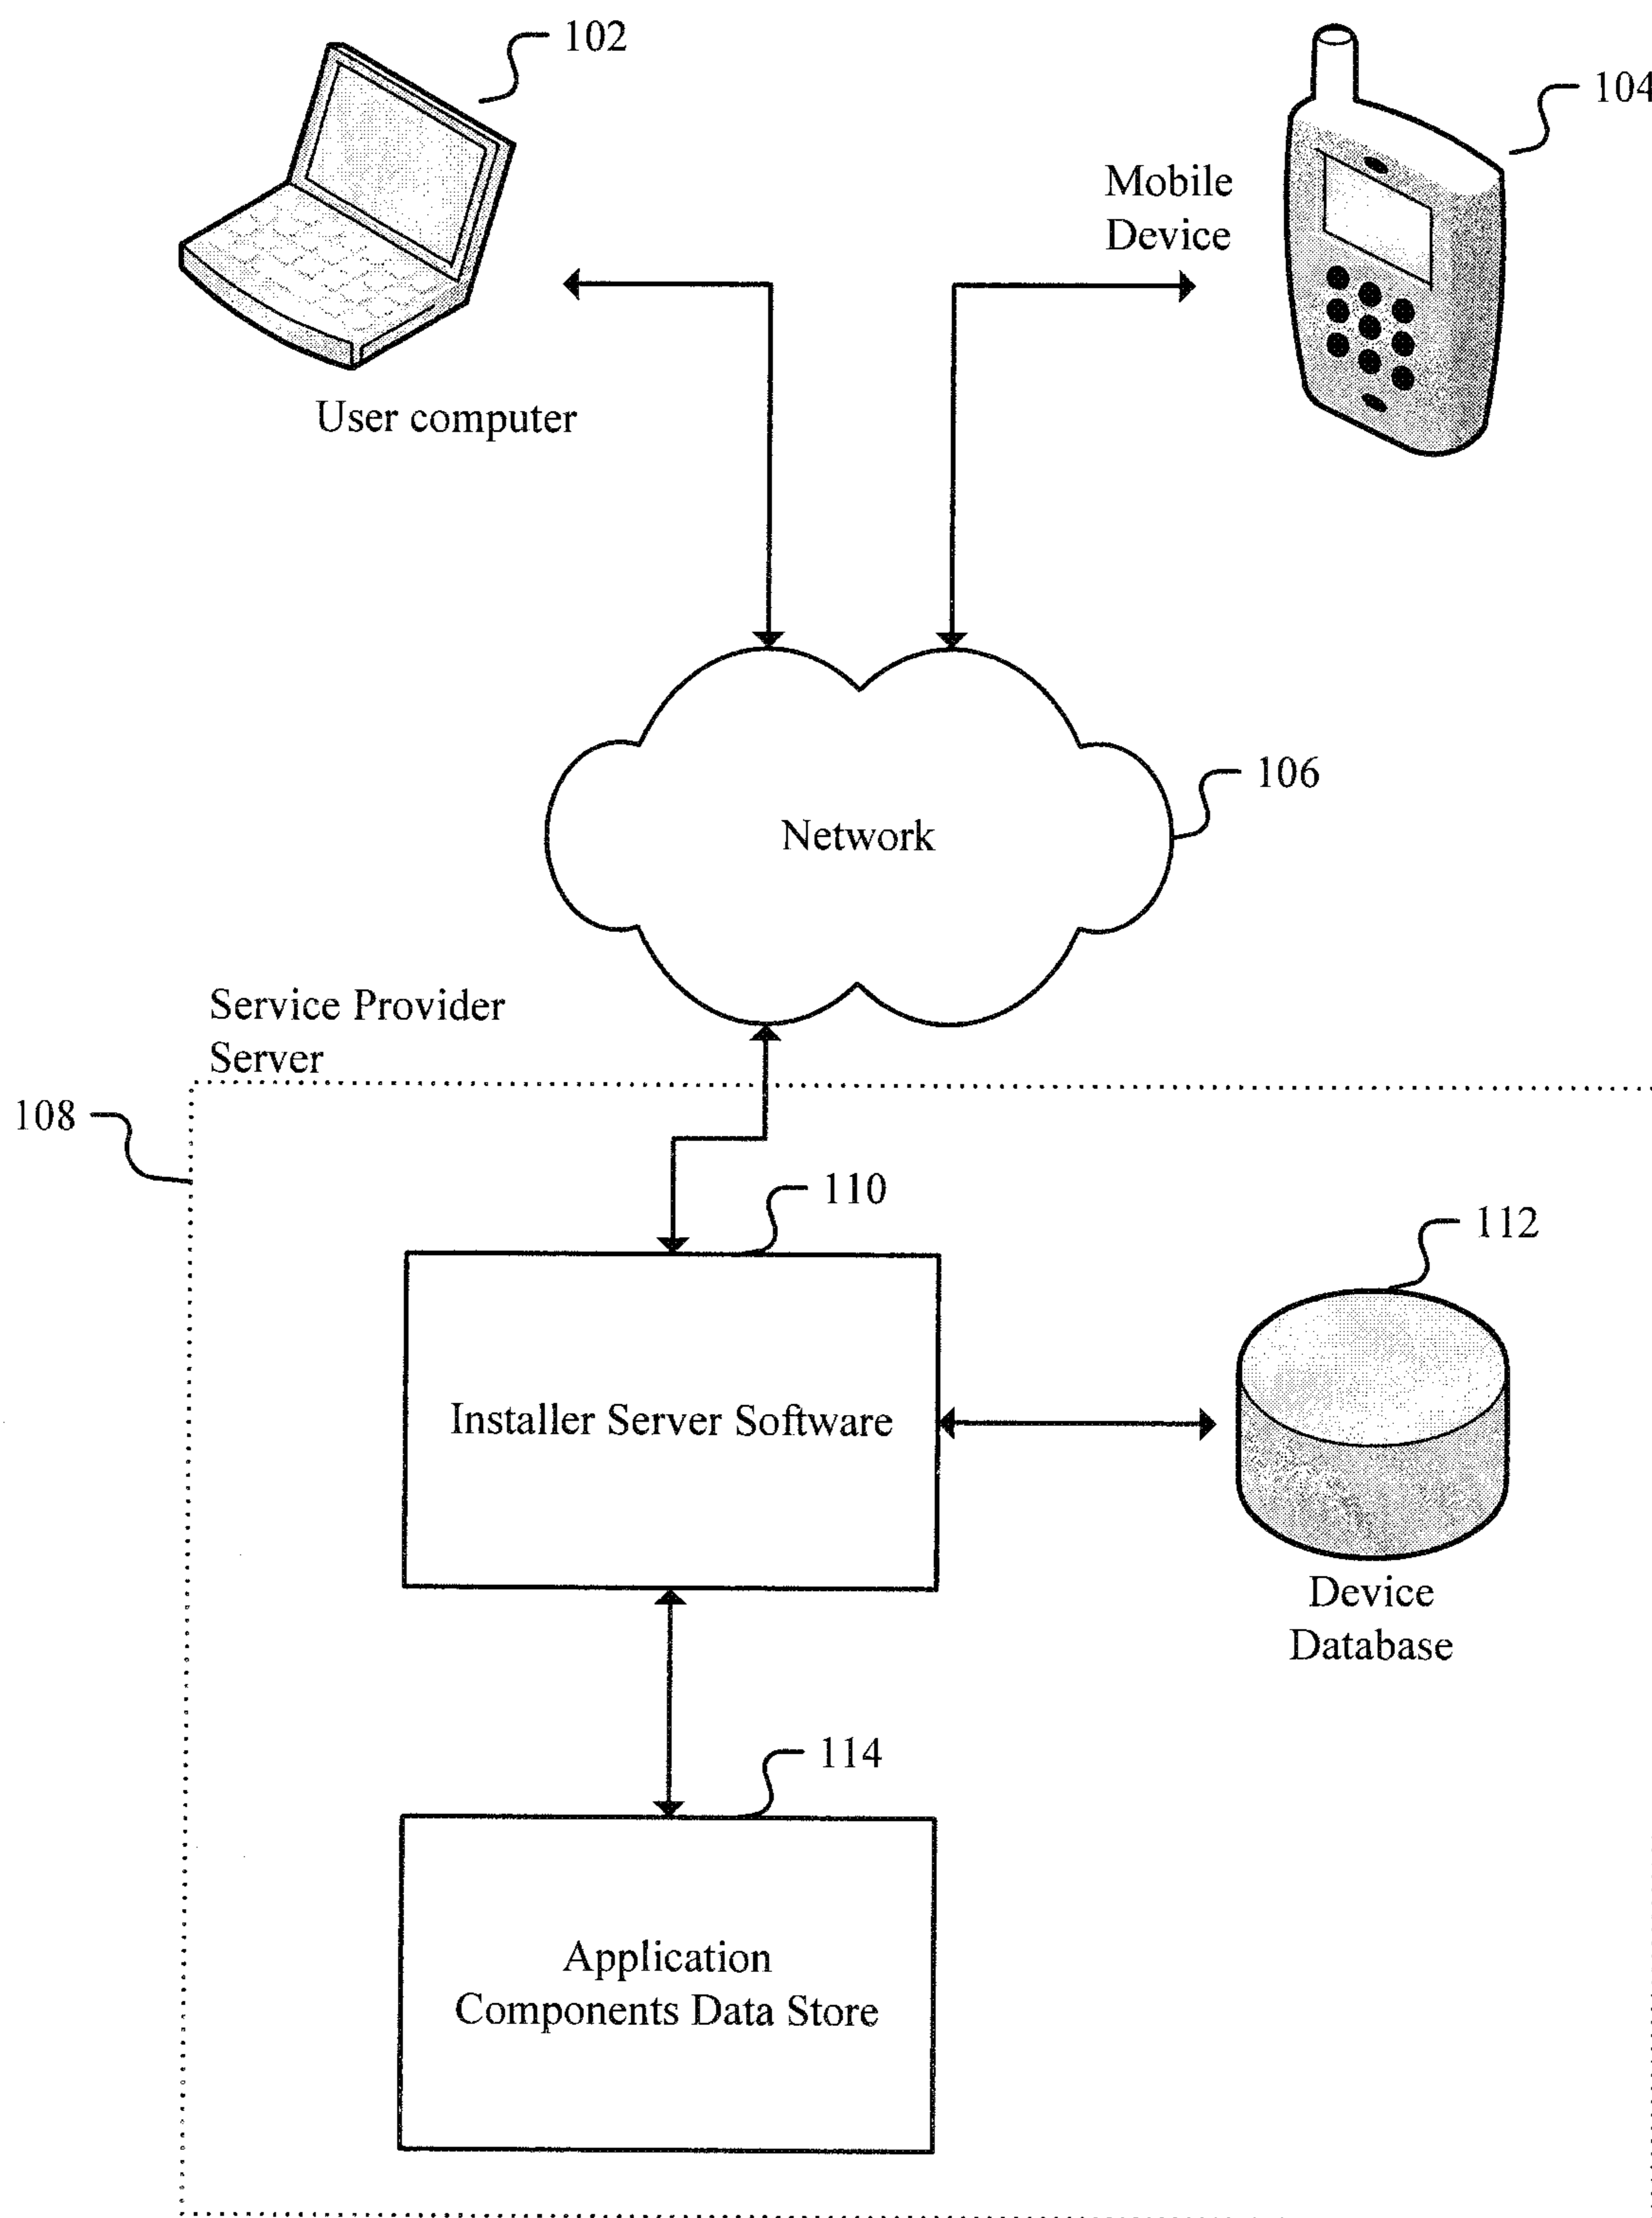 102
104
Mobile
Device
User computer
106
Network
Service Provider
Server
108
110
112
Installer Server Software
Device
Database
114
Application
Components Data Store